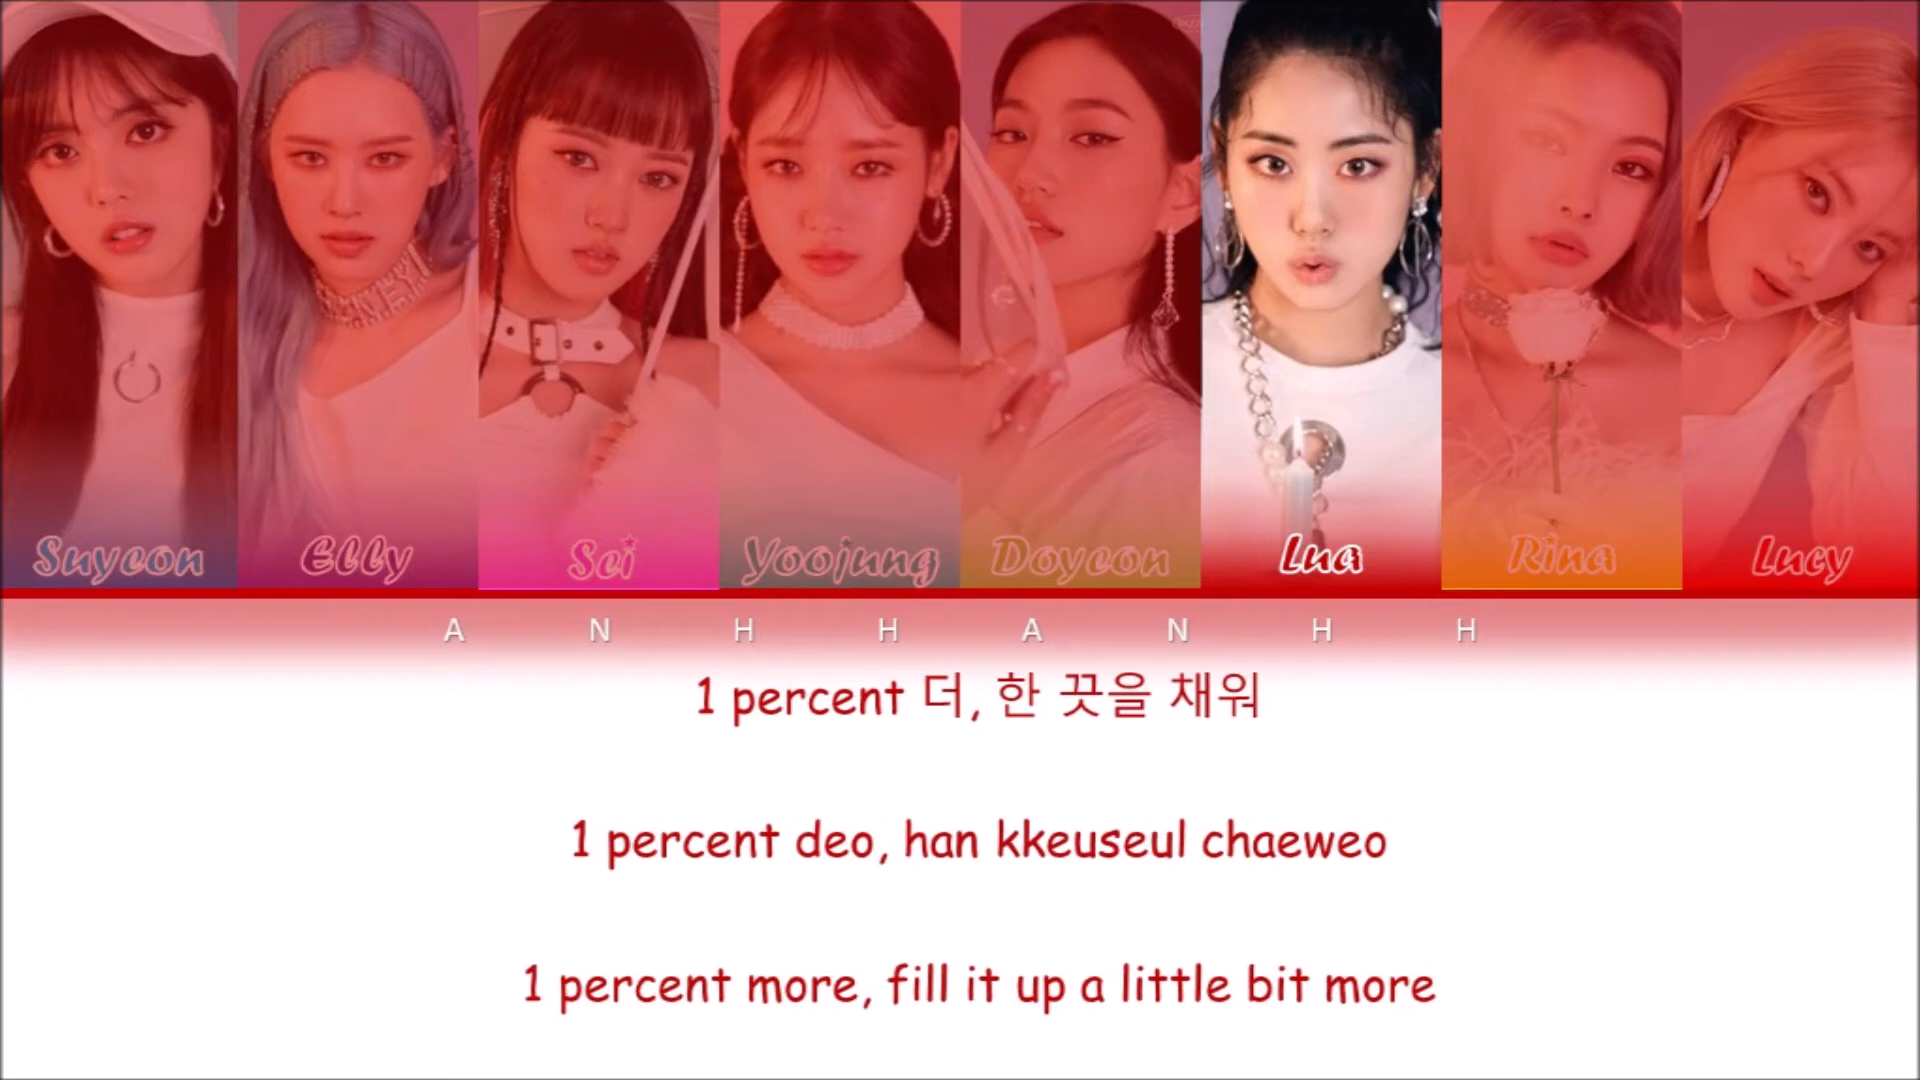 Suyeon Elly Sei Yoojung Doyeon Lua Rina Lucy
A N H H A N H H
1 percent 더, 한 끗을 채워
1 percent deo, han kkeuseul chaeweo
1 percent more, fill it up a little bit more